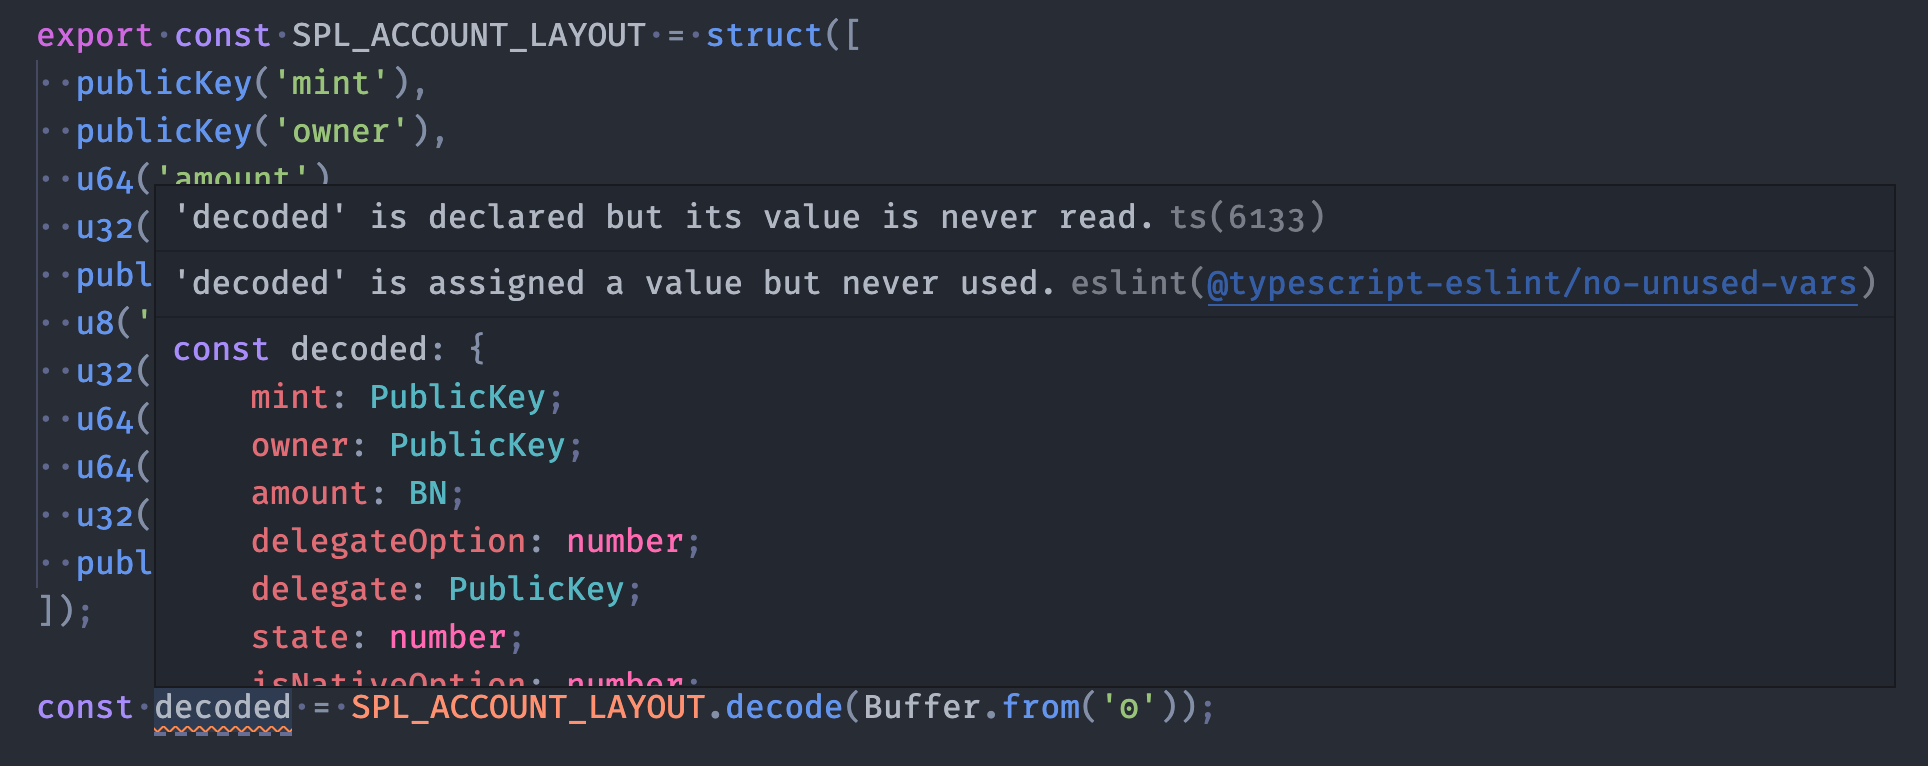 export const SPL_ACCOUNT_LAYOUT = struct([
publicKey('mint'),
publicKey('owner'),
u64('amount')
'decoded' is declared but its value is never read. ts(6133)
u32(
publ
'decoded' is assigned a value but never used. eslint(@typescript-eslint/no-unused-vars)
u8('
const decoded: {
u32(
mint: PublicKey;
u64(
owner: PublicKey;
u64(
amount: BN;
u32(
delegateOption: number;
publ
delegate: PublicKey;
]);
state: number;
isNativeOption: number;
const decoded = SPL_ACCOUNT_LAYOUT.decode(Buffer.from('0'));